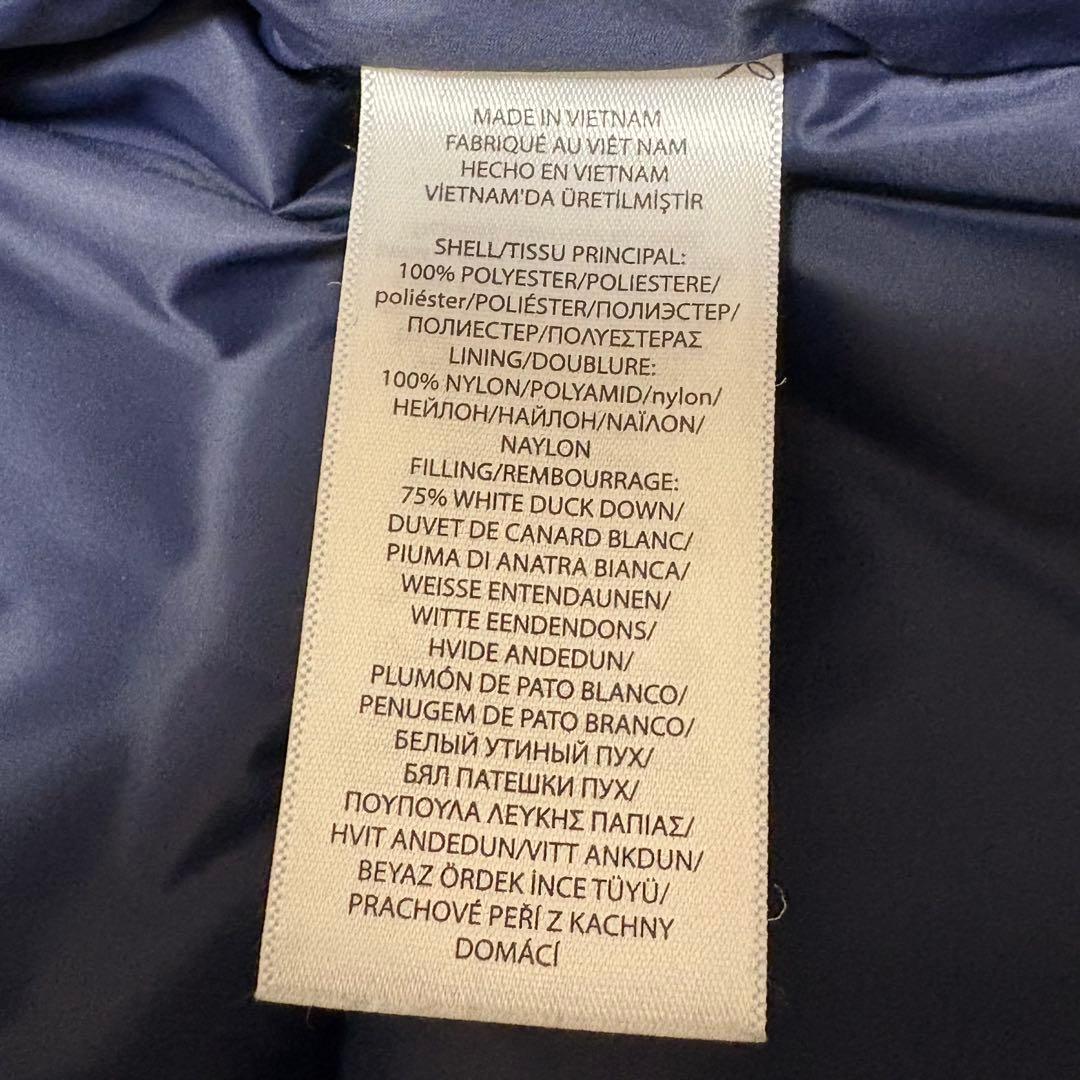 MADE IN VIETNAM
FABRIQUÉ AU VIÊT NAM
HECHO EN VIETNAM
VİETNAM'DA ÜRETİLMİŞTİR
SHELL/TISSU PRINCIPAL:
100% POLYESTER/POLIESTERE/
poliéster/POLIÉSTER/ПОЛИЭСТЕР/
ПОЛИЕСТЕР/ΠΟΛΥΕΣΤΕΡΑΣ
LINING/DOUBLURE:
100% NYLON/POLYAMID/nylon/
НЕЙЛОН/НАЙЛОН/ΝΑΪΛΟΝ/
NAYLON
FILLING/REMBOURRAGE:
75% WHITE DUCK DOWN/
DUVET DE CANARD BLANC/
PIUMA DI ANATRA BIANCA/
WEISSE ENTENDAUNEN/
WITTE EENDENDONS/
HVIDE ANDEDUN/
PLUMÓN DE PATO BLANCO/
PENUGEM DE PATO BRANCO/
БЕЛЫЙ УТИНЫЙ ПУХ/
БЯЛ ПАТЕШКИ ПУХ/
ΠΟΥΠΟΥΛΑ ΛΕΥΚΗΣ ΠΑΠΙΑΣ/
HVIT ANDEDUN/VITT ANKDUN/
BEYAZ ÖRDEK İNCE TÜYÜ/
PRACHOVÉ PEŘÍ Z KACHNY
DOMÁCÍ